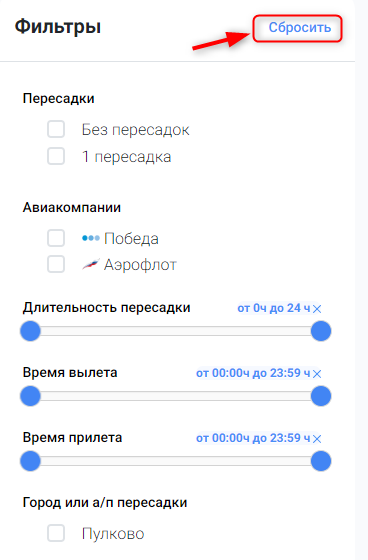 Фильтры Сбросить
Пересадки
Без пересадок
1 пересадка
Авиакомпании
Победа
Аэрофлот
Длительность пересадки от 0ч до 24 ч ×
Время вылета от 00:00ч до 23:59 ч ×
Время прилета от 00:00ч до 23:59 ч ×
Город или а/п пересадки
Пулково